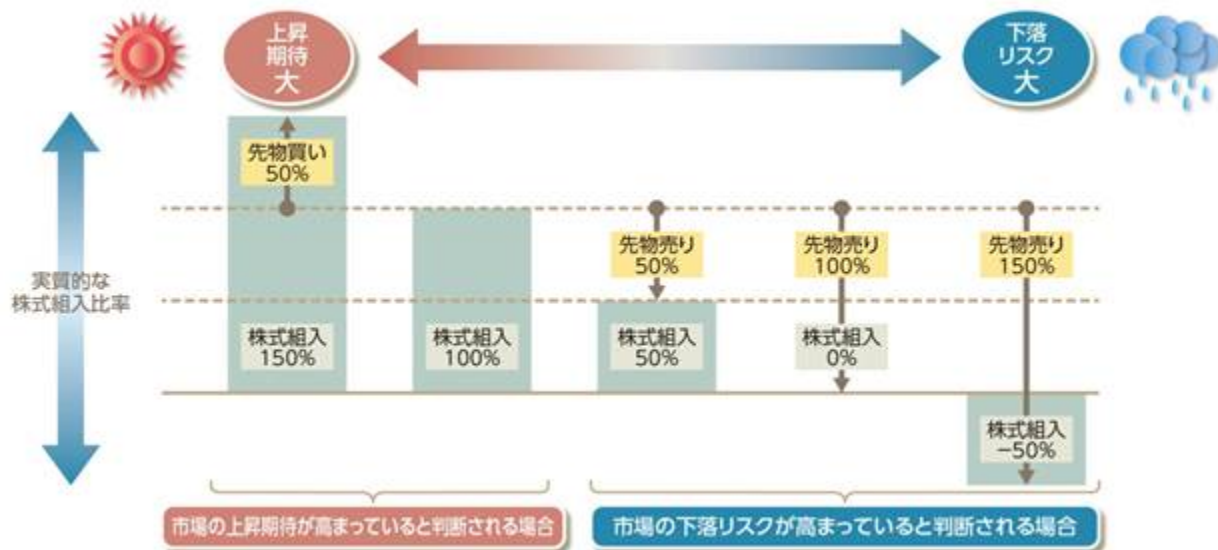 上昇
期待
大
下落
リスク
大
先物買い
50%
先物売り
50%
先物売り
100%
先物売り
150%
実質的な
株式組入比率
株式組入
150%
株式組入
100%
株式組入
50%
株式組入
0%
株式組入
−50%
市場の上昇期待が高まっていると判断される場合
市場の下落リスクが高まっていると判断される場合